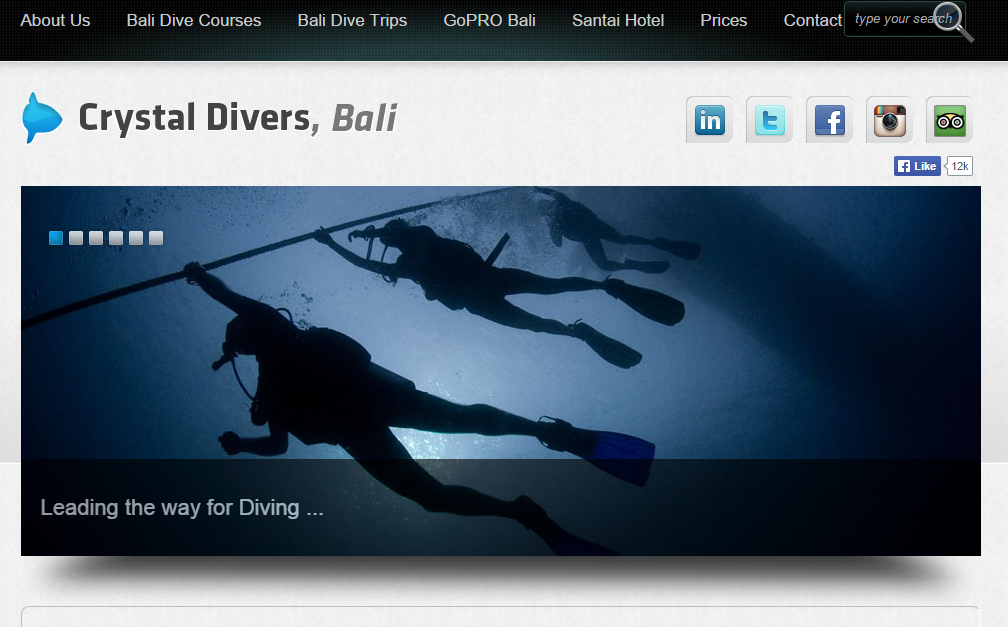 About Us Bali Dive Courses Bali Dive Trips GoPRO Bali Santai Hotel Prices Contact type your search
Crystal Divers, Bali
in t f
Like 12k
Leading the way for Diving ...